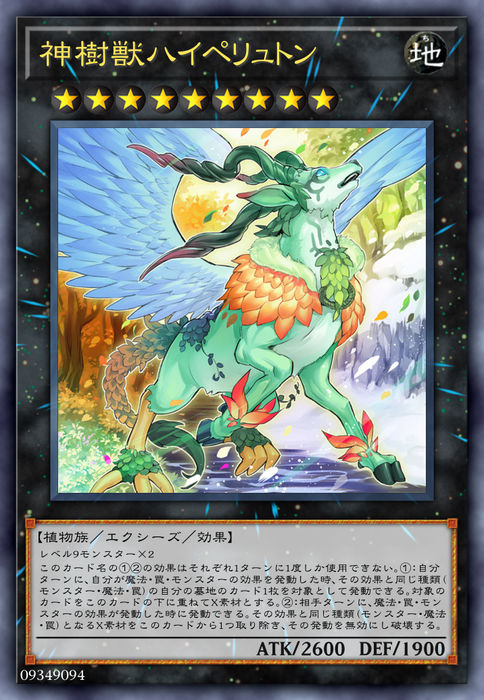 神樹獣ハイペリュトン
ち
地
【植物族／エクシーズ／効果】
レベル9モンスター×2
このカード名の①②の効果はそれぞれ1ターンに1度しか使用できない。①：自分
ターンに、自分が魔法・罠・モンスターの効果を発動した時、その効果と同じ種類(
モンスター・魔法・罠)の自分の墓地のカード1枚を対象として発動できる。対象の
カードをこのカードの下に重ねてX素材とする。②：相手ターンに、魔法・罠・モン
スターの効果が発動した時に発動できる。その効果と同じ種類(モンスター・魔法
・罠)となるX素材をこのカードから1つ取り除き、その発動を無効にし破壊する。
ATK/2600 DEF/1900
09349094